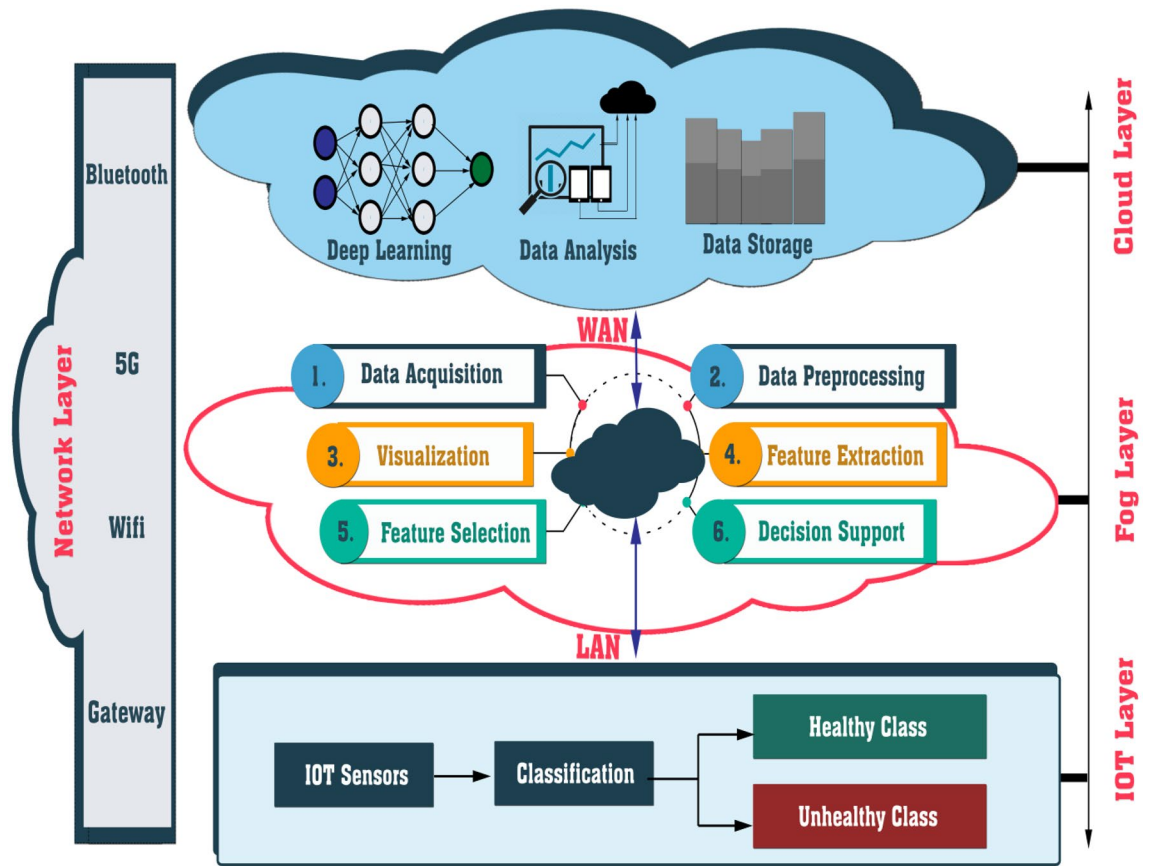 Network Layer
Bluetooth
5G
Wifi
Gateway
Deep Learning
Data Analysis
Data Storage
Cloud Layer
WAN
1. Data Acquisition
2. Data Preprocessing
3. Visualization
4. Feature Extraction
5. Feature Selection
6. Decision Support
Fog Layer
LAN
IOT Sensors
Classification
Healthy Class
Unhealthy Class
IOT Layer